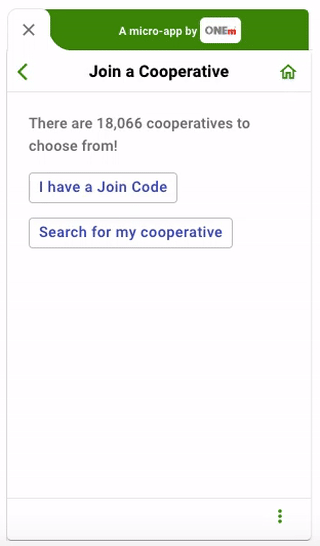 A micro-app by ONEm
Join a Cooperative
There are 18,066 cooperatives to
choose from!
I have a Join Code
Search for my cooperative